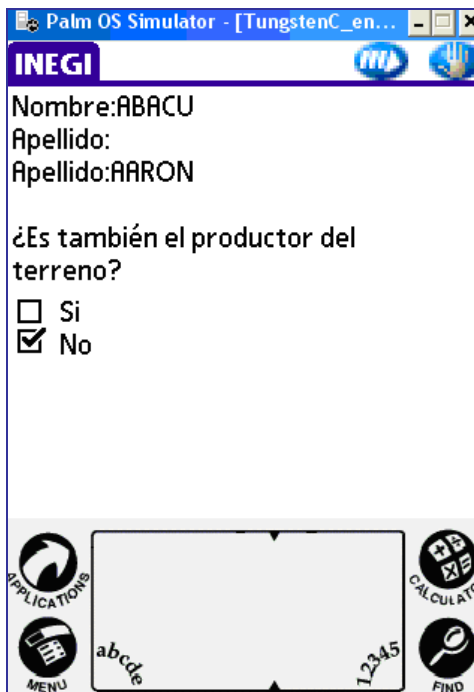 Palm OS Simulator - [TungstenC_en...
INEGI
Nombre:ABACU
Apellido:
Apellido:AARON
¿Es también el productor del
terreno?
Si
No
APPLICATIONS
MENU
abcde
12345
FIND